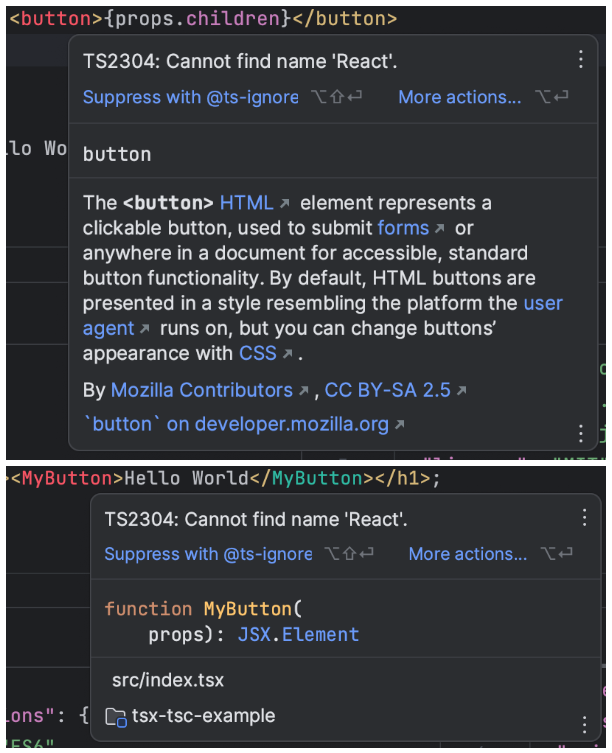 <button>{props.children}</button>
TS2304: Cannot find name 'React'.
Suppress with @ts-ignore ⌥⇧⏎ More actions... ⌥⏎
llo Wo
button
The <button> HTML↗ element represents a
clickable button, used to submit forms↗ or
anywhere in a document for accessible, standard
button functionality. By default, HTML buttons are
presented in a style resembling the platform the user
agent↗ runs on, but you can change buttons’
appearance with CSS↗.
By Mozilla Contributors↗, CC BY-SA 2.5↗
`button` on developer.mozilla.org↗
><MyButton>Hello World</MyButton></h1>;
TS2304: Cannot find name 'React'.
Suppress with @ts-ignore ⌥⇧⏎ More actions... ⌥⏎
function MyButton(
props): JSX.Element
src/index.tsx
ions": {
tsx-tsc-example
"ES6"